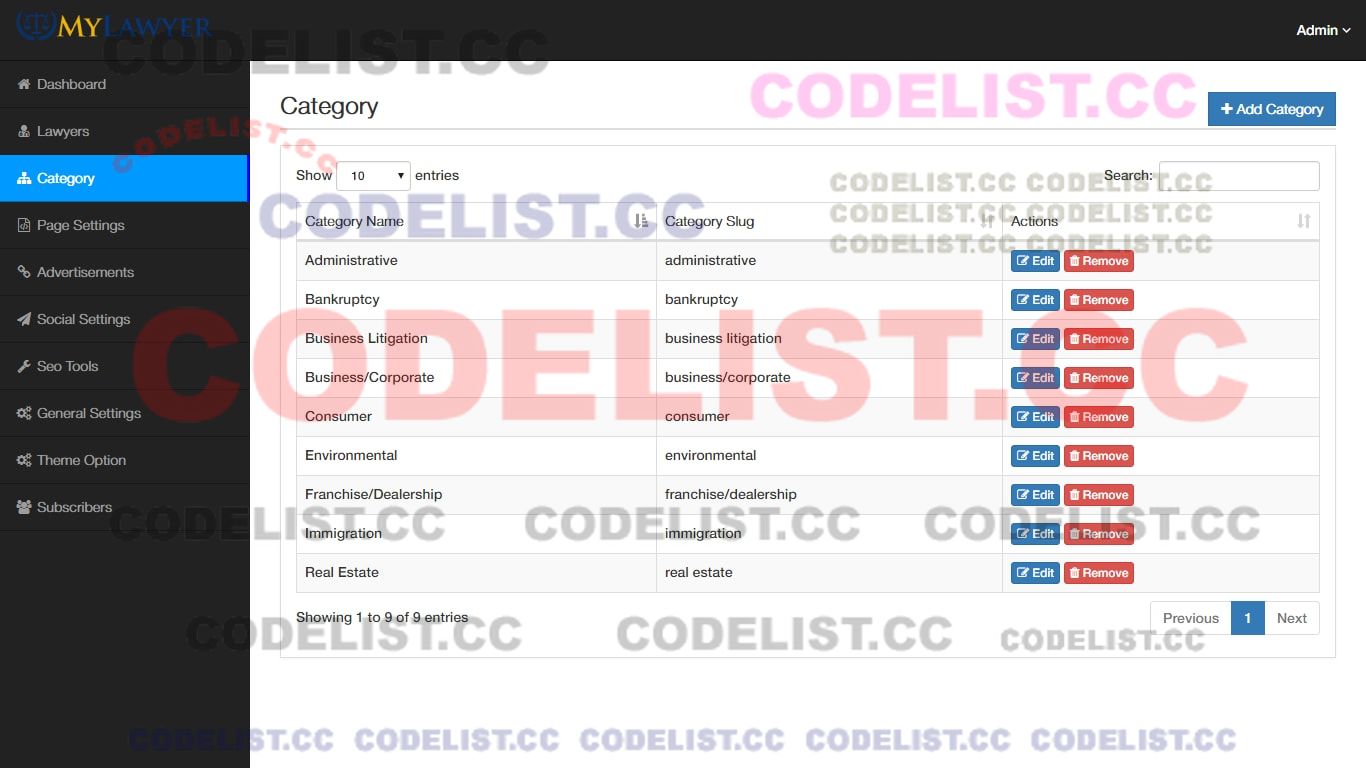 MyLawyer
CODELIST.CC
Admin
Dashboard
Lawyers
Category
Page Settings
Advertisements
Social Settings
Seo Tools
General Settings
Theme Option
Subscribers
CODELIST.CC
Category
CODELIST.CC
Add Category
Show 10 entries
Search:
CODELIST.CC CODELIST.CC
CODELIST.CC CODELIST.CC
CODELIST.CC CODELIST.CC
CODELIST.CC
Category Name Category Slug Actions
Administrative administrative Edit Remove
Bankruptcy bankruptcy Edit Remove
Business Litigation business litigation Edit Remove
Business/Corporate business/corporate Edit Remove
CODELIST.CC
Consumer consumer Edit Remove
Environmental environmental Edit Remove
Franchise/Dealership franchise/dealership Edit Remove
CODELIST.CC CODELIST.CC CODELIST.CC
Immigration immigration Edit Remove
Real Estate real estate Edit Remove
Showing 1 to 9 of 9 entries
Previous 1 Next
CODELIST.CC CODELIST.CC CODELIST.CC
CODELIST.CC CODELIST.CC CODELIST.CC CODELIST.CC CODELIST.CC